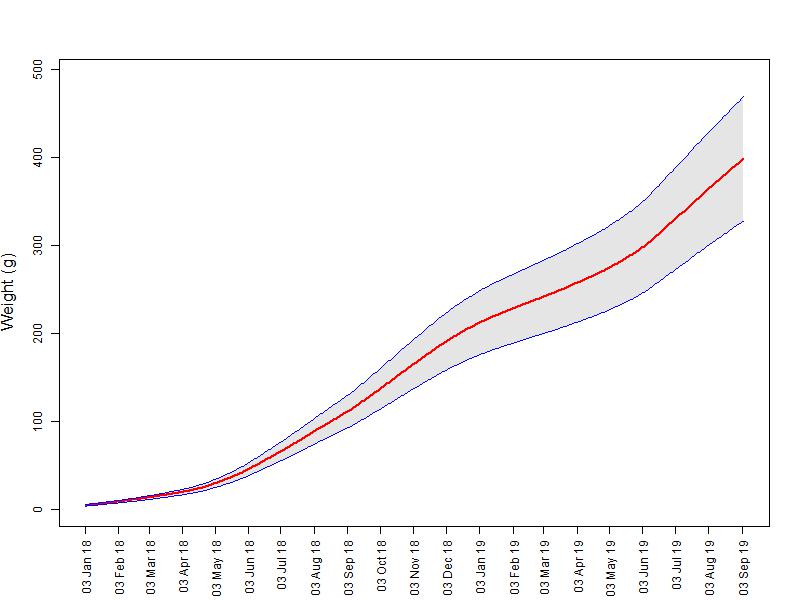 500
400
300
200
100
0
Weight (g)
03 Jan 18
03 Feb 18
03 Mar 18
03 Apr 18
03 May 18
03 Jun 18
03 Jul 18
03 Aug 18
03 Sep 18
03 Oct 18
03 Nov 18
03 Dec 18
03 Jan 19
03 Feb 19
03 Mar 19
03 Apr 19
03 May 19
03 Jun 19
03 Jul 19
03 Aug 19
03 Sep 19